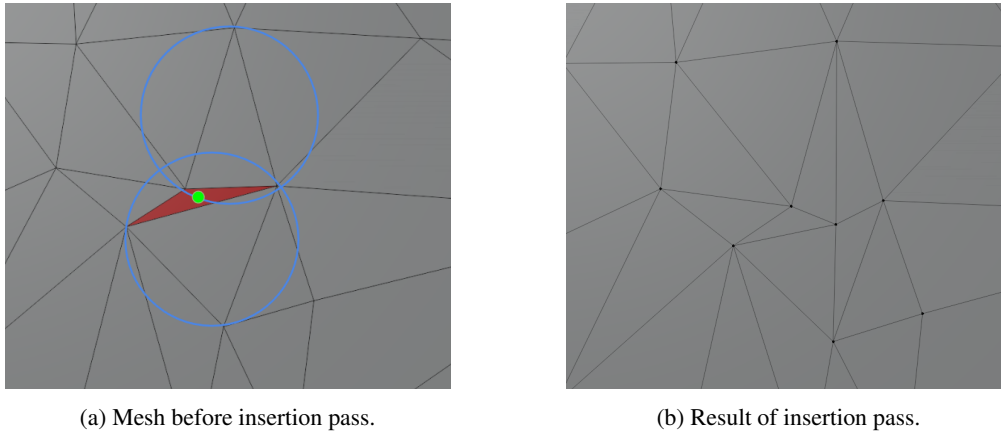 (a) Mesh before insertion pass.
(b) Result of insertion pass.